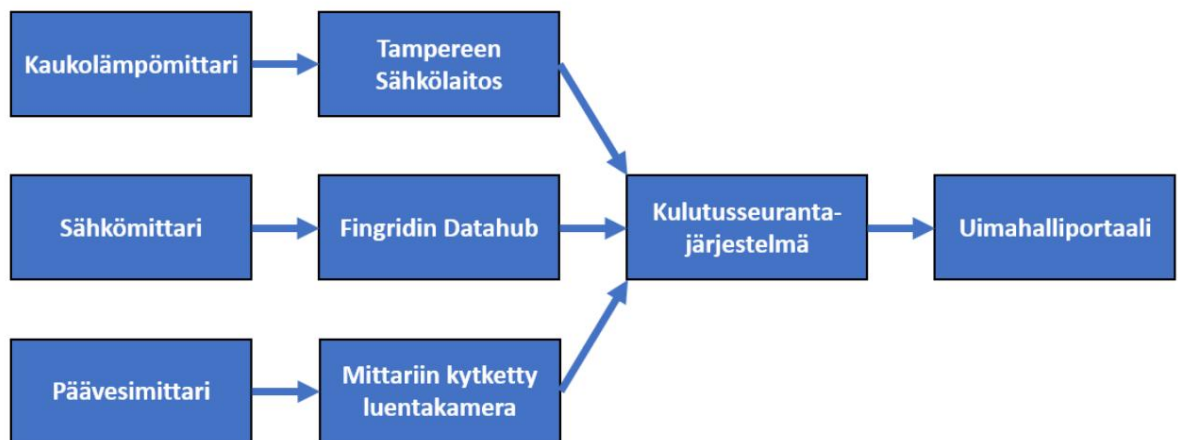 Kaukolämpömittari
Tampereen
Sähkölaitos
Sähkömittari
Fingridin Datahub
Kulutusseuranta-
järjestelmä
Uimahalliportaali
Päävesimittari
Mittariin kytketty
luentakamera